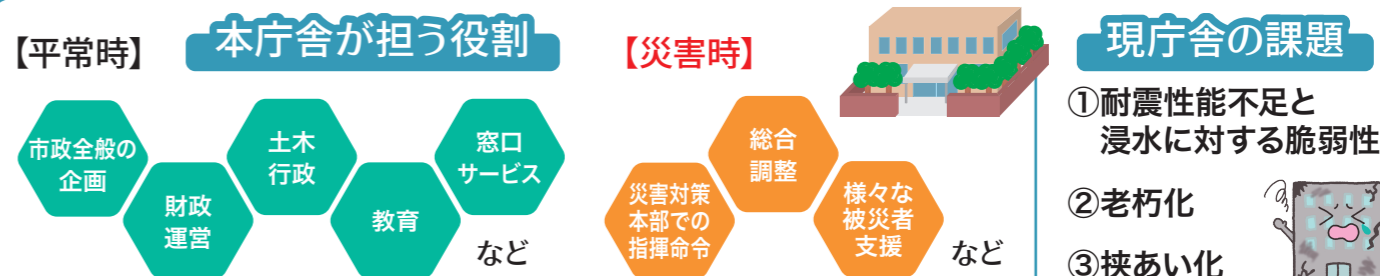 【平常時】
本庁舎が担う役割
市政全般の
企画
財政
運営
土木
行政
教育
窓口
サービス
など
【災害時】
災害対策
本部での
指揮命令
総合
調整
様々な
被災者
支援
など
現庁舎の課題
①耐震性能不足と
浸水に対する脆弱性
②老朽化
③狭あい化